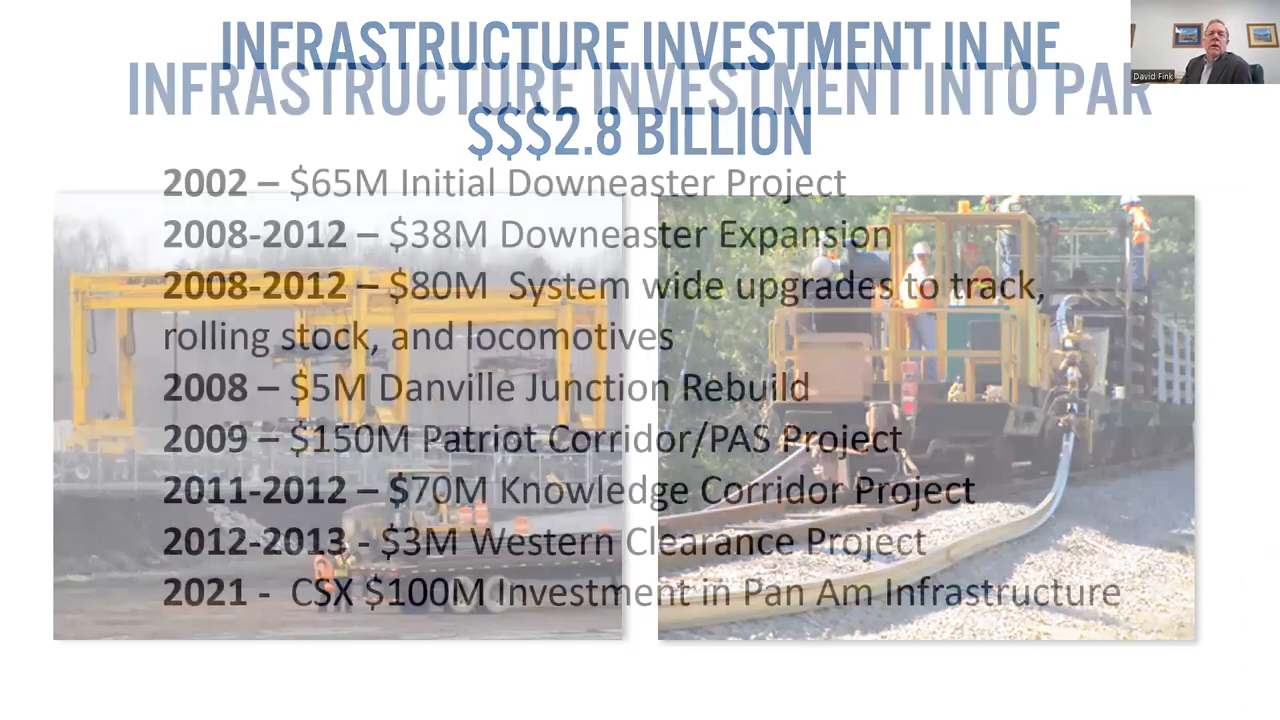 INFRASTRUCTURE INVESTMENT IN NE
INFRASTRUCTURE INVESTMENT INTO PAR
$$$2.8 BILLION
David Fink
2002 – $65M Initial Downeaster Project
2008-2012 – $38M Downeaster Expansion
2008-2012 – $80M  System wide upgrades to track,
rolling stock, and locomotives
2008 – $5M Danville Junction Rebuild
2009 – $150M Patriot Corridor/PAS Project
2011-2012 – $70M Knowledge Corridor Project
2012-2013 - $3M Western Clearance Project
2021 -  CSX $100M Investment in Pan Am Infrastructure